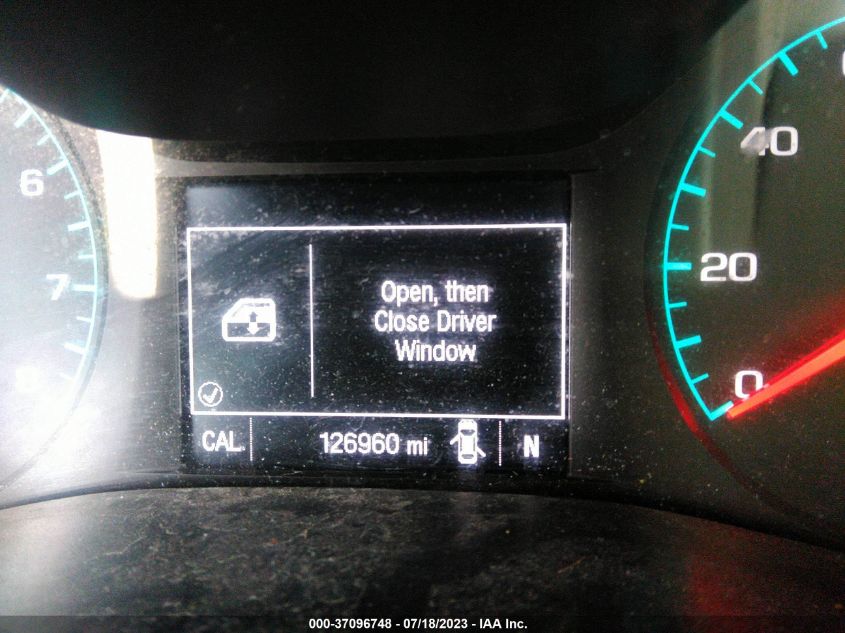 6
7
40
20
0
Open, then
Close Driver
Window
CAL 126960 mi N
000-37096748 - 07/18/2023 - IAA Inc.